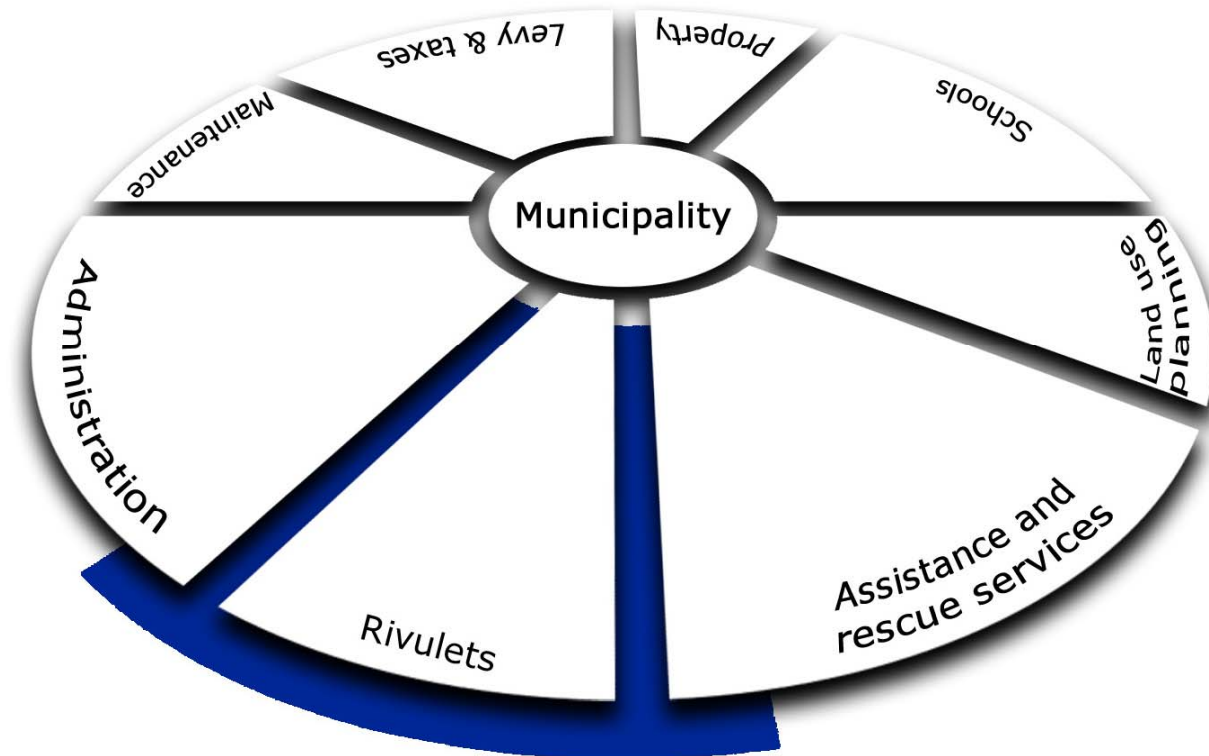 Levy & taxes
Property
Schools
Maintenance
Municipality
Land use
planning
Administration
Assistance and
rescue services
Rivulets